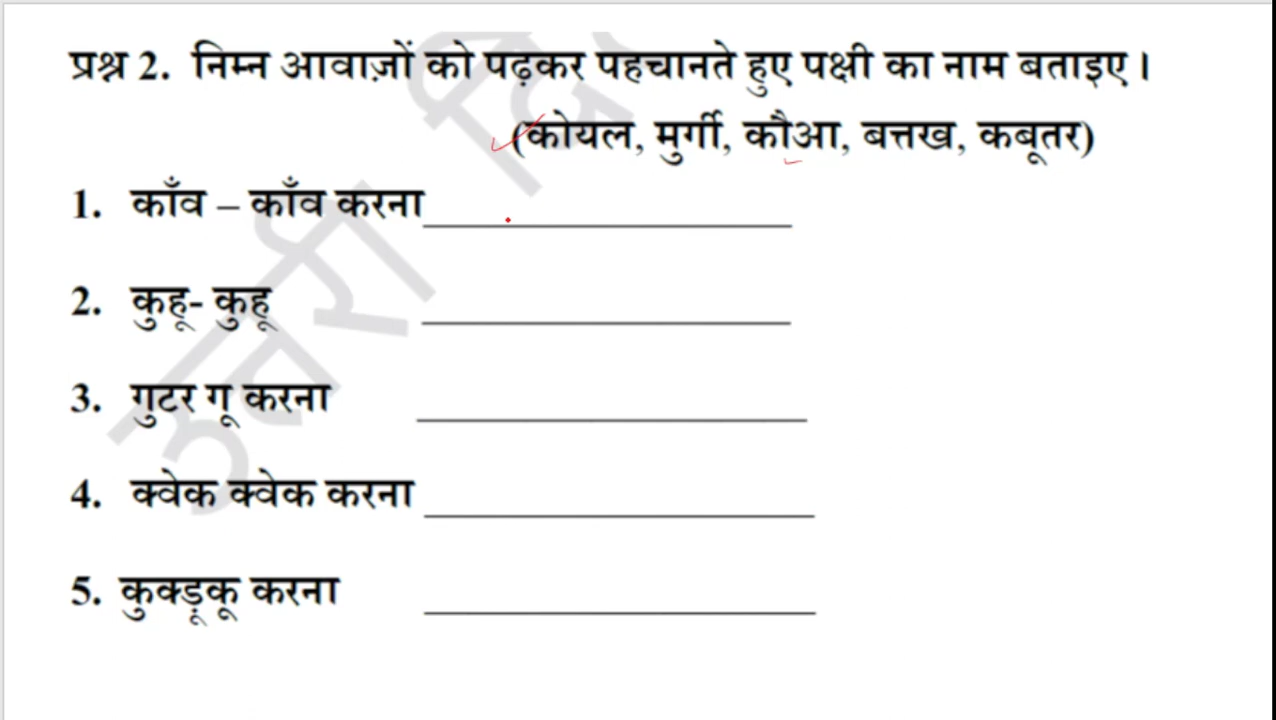 प्रश्न 2. निम्न आवाज़ों को पढ़कर पहचानते हुए पक्षी का नाम बताइए।
(कोयल, मुर्गी, कौआ, बत्तख, कबूतर)
1. काँव – काँव करना
2. कुहू- कुहू
3. गुटर गू करना
4. क्वेक क्वेक करना
5. कुक्ड़ूकू करना